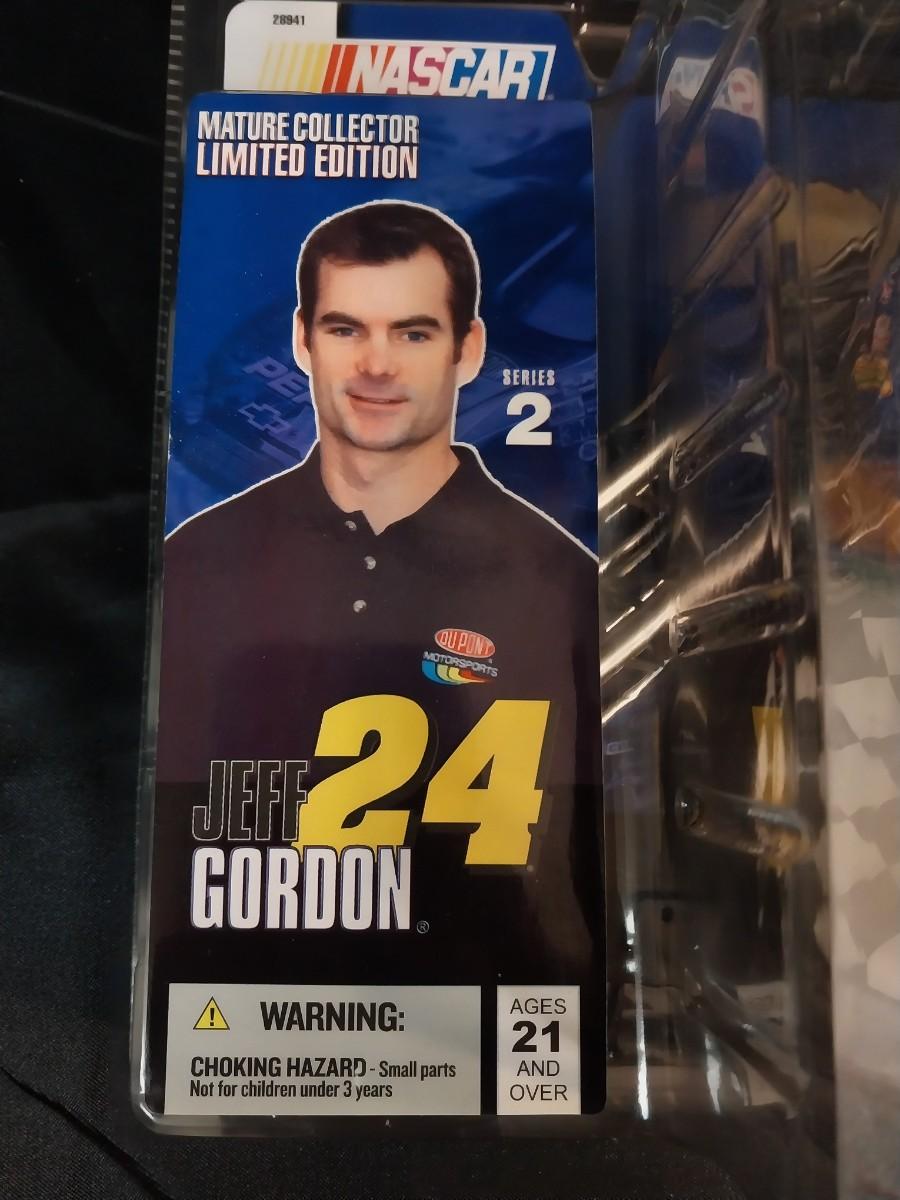 28941
NASCAR
MATURE COLLECTOR
LIMITED EDITION
SERIES
2
DUPONT
MOTORSPORTS
24
JEFF
GORDON®
WARNING:
CHOKING HAZARD - Small parts
Not for children under 3 years
AGES
21
AND
OVER